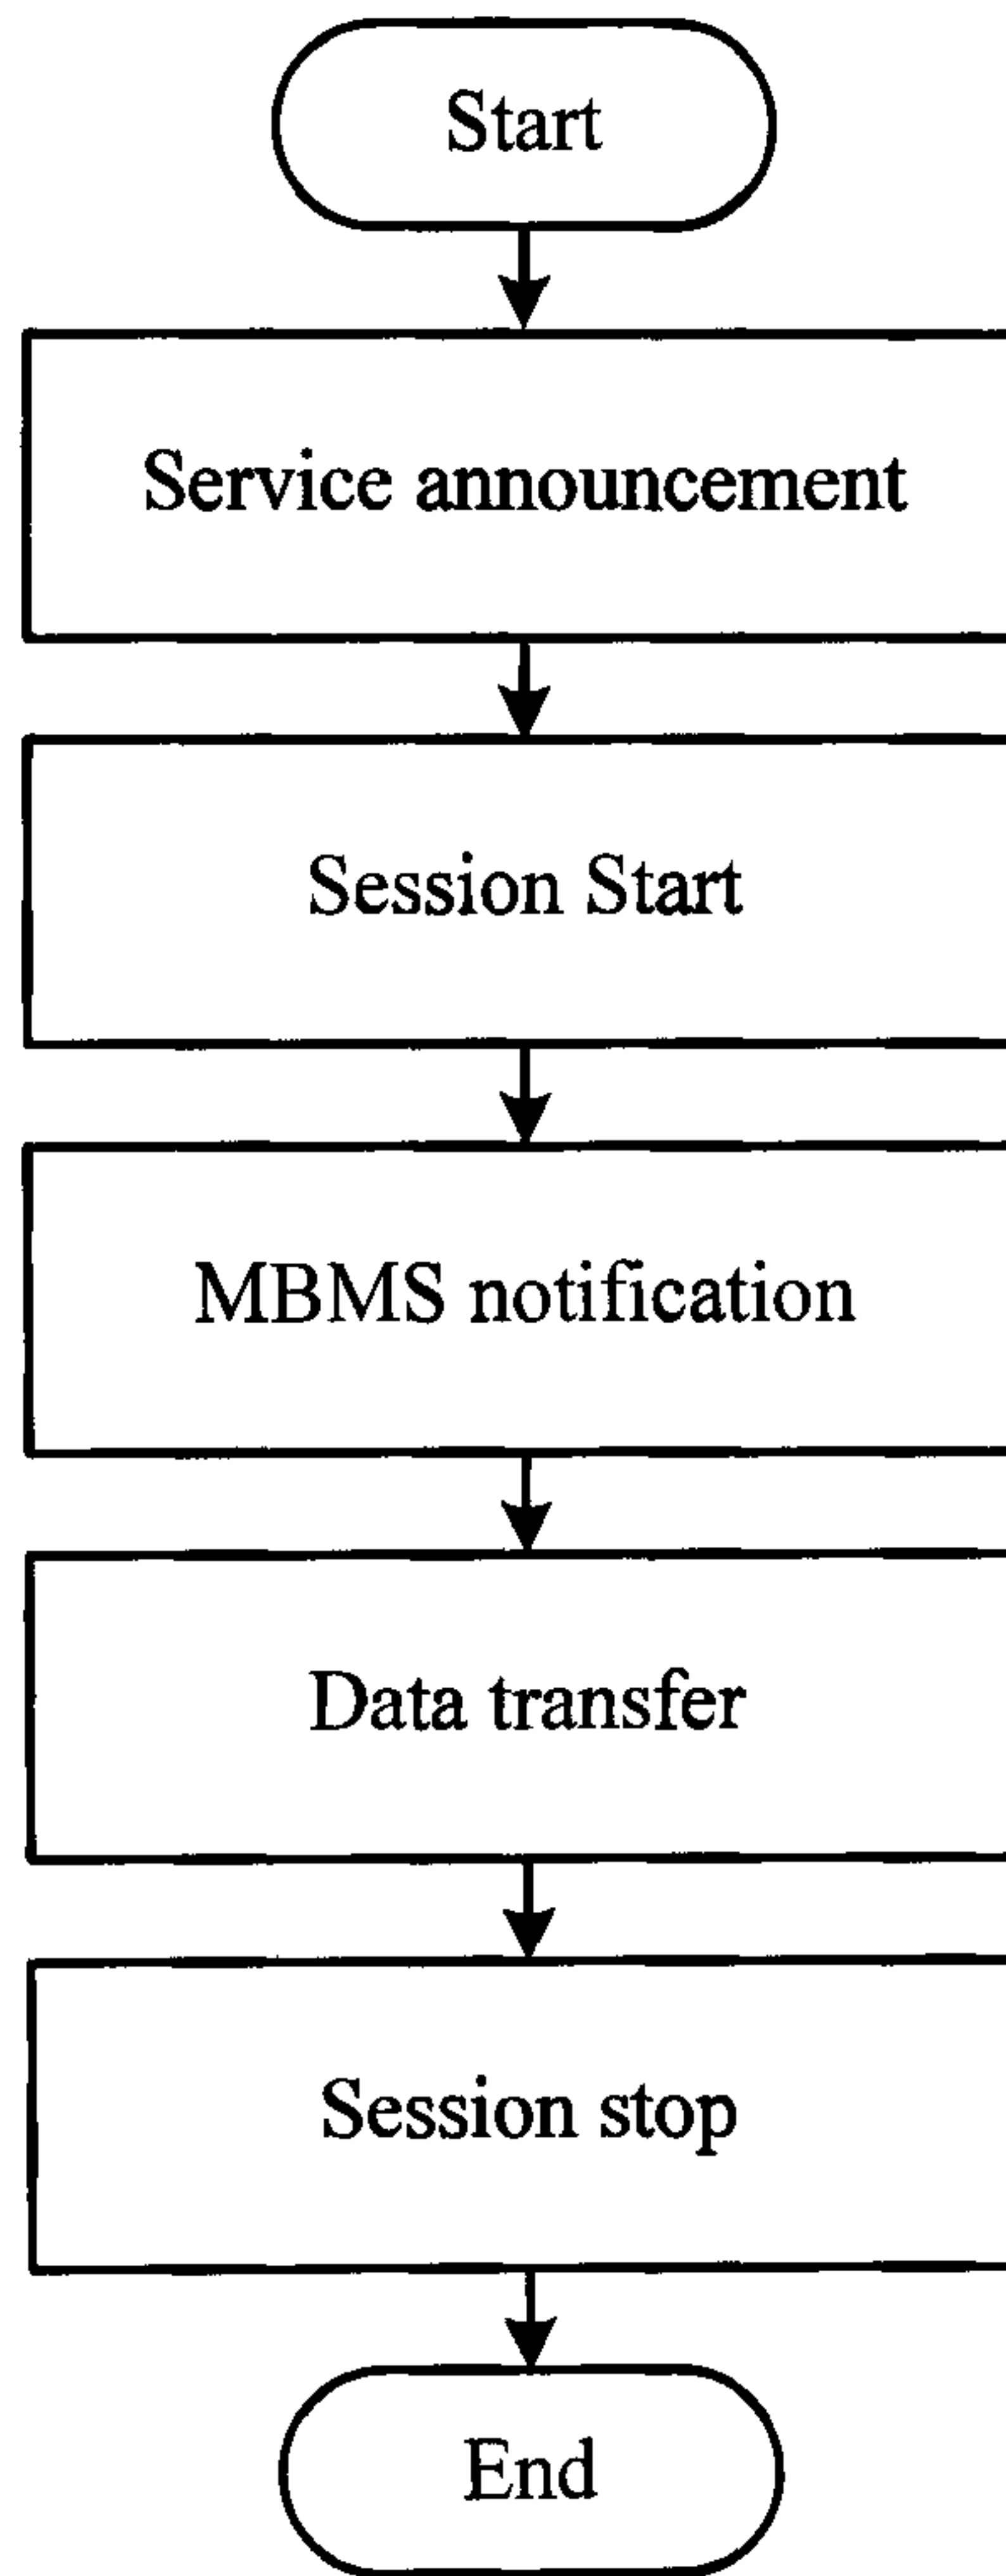 Start
Service announcement
Session Start
MBMS notification
Data transfer
Session stop
End